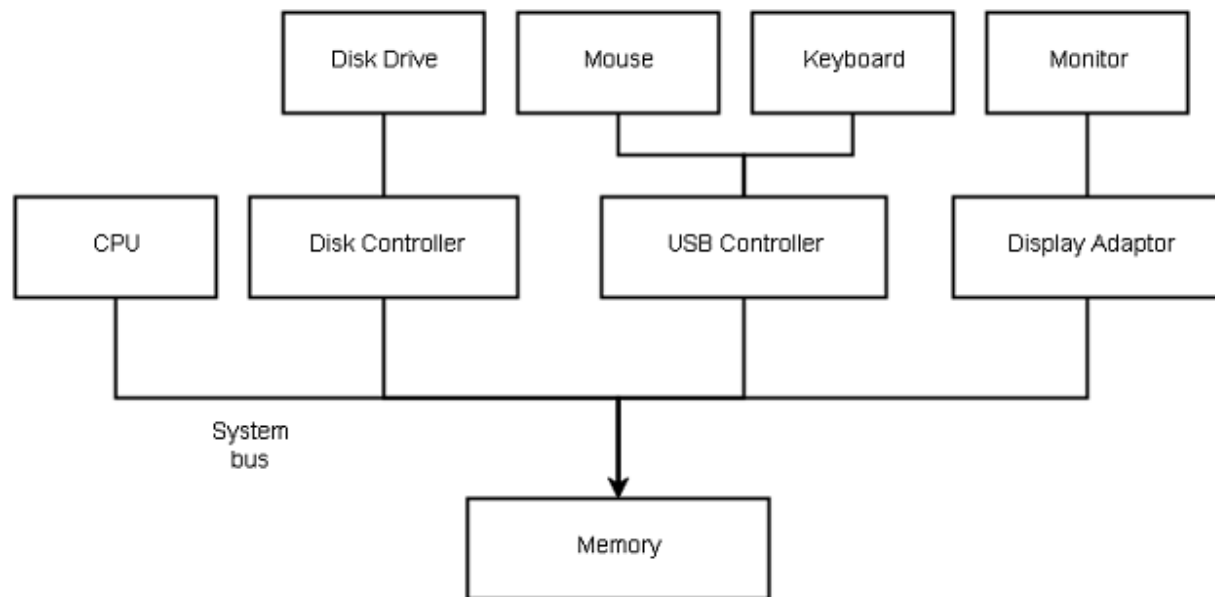 Disk Drive
Mouse
Keyboard
Monitor
CPU
Disk Controller
USB Controller
Display Adaptor
System
bus
Memory